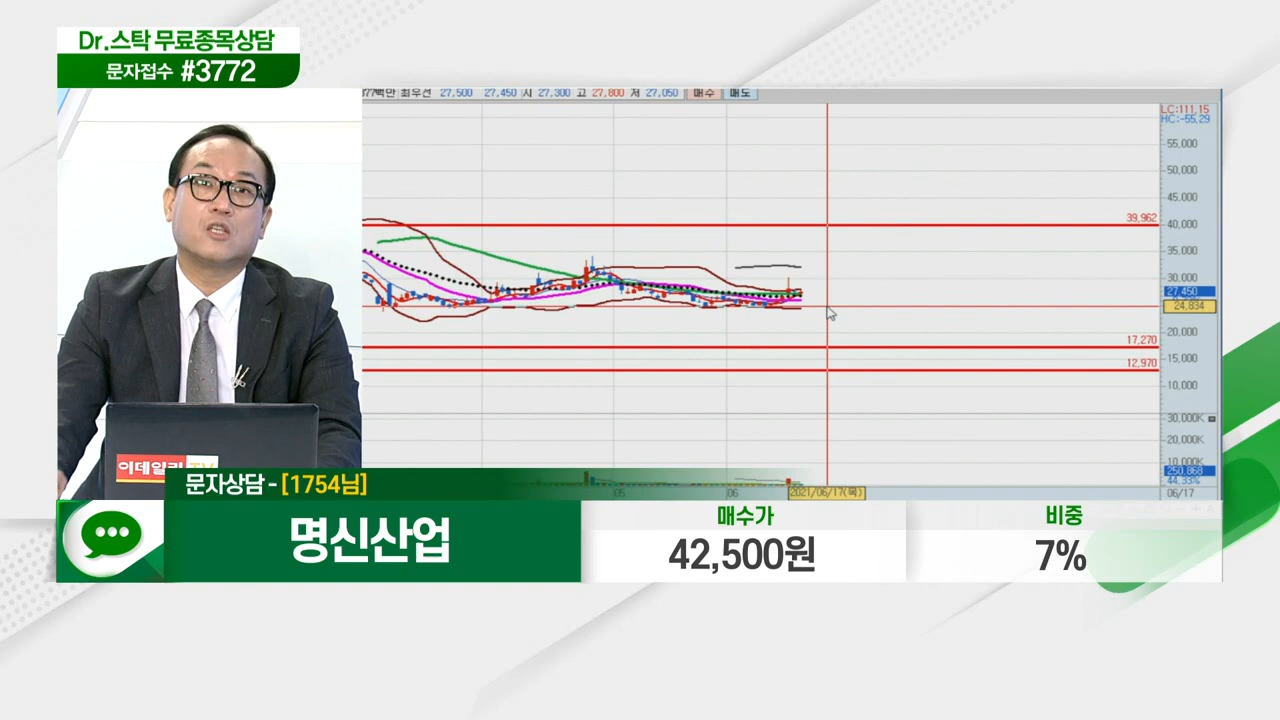 Dr.스탁 무료종목상담
문자접수 #3772
77백만 최우선 27,500 27,450 시 27,300 고 27,800 저 27,050 매수 매도
LC:111.15
HC:-55.29
55,000
50,000
45,000
39,962
40,000
35,000
30,000
27,450
24,834
20,000
17,270
15,000
12,970
10,000
30,000K
20,000K
10,000K
250,868
44.33%
05
06
2021/06/17(목)
06/17
이데일리 TV
문자상담 - [1754님]
명신산업
매수가
42,500원
비중
7%